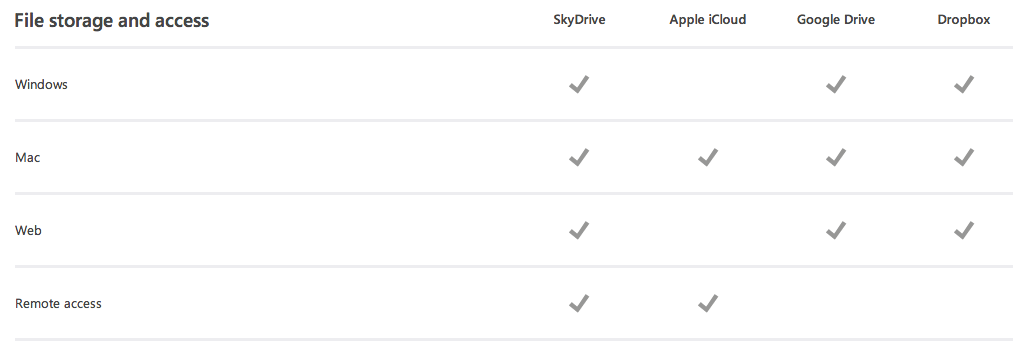 File storage and access SkyDrive Apple iCloud Google Drive Dropbox
Windows
Mac
Web
Remote access